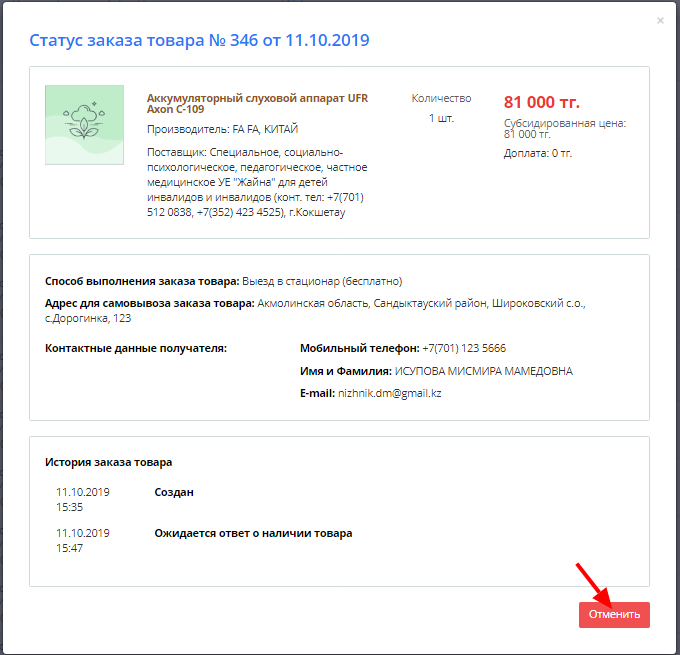 ×
Статус заказа товара № 346 от 11.10.2019
Аккумуляторный слуховой аппарат UFR
Axon C-109
Производитель: FA FA, КИТАЙ
Поставщик: Специальное, социально-
психологическое, педагогическое, частное
медицинское УЕ "Жайна" для детей
инвалидов и инвалидов (конт. тел: +7(701)
512 0838, +7(352) 423 4525), г.Кокшетау
Количество
1 шт.
81 000 тг.
Субсидированная цена:
81 000 тг.
Доплата: 0 тг.
Способ выполнения заказа товара: Выезд в стационар (бесплатно)
Адрес для самовывоза заказа товара: Акмолинская область, Сандыктауский район, Широковский с.о.,
с.Дорогинка, 123
Контактные данные получателя:
Мобильный телефон: +7(701) 123 5666
Имя и Фамилия: ИСУПОВА МИСМИРА МАМЕДОВНА
E-mail: nizhnik.dm@gmail.kz
История заказа товара
11.10.2019
15:35
Создан
11.10.2019
15:47
Ожидается ответ о наличии товара
Отменить